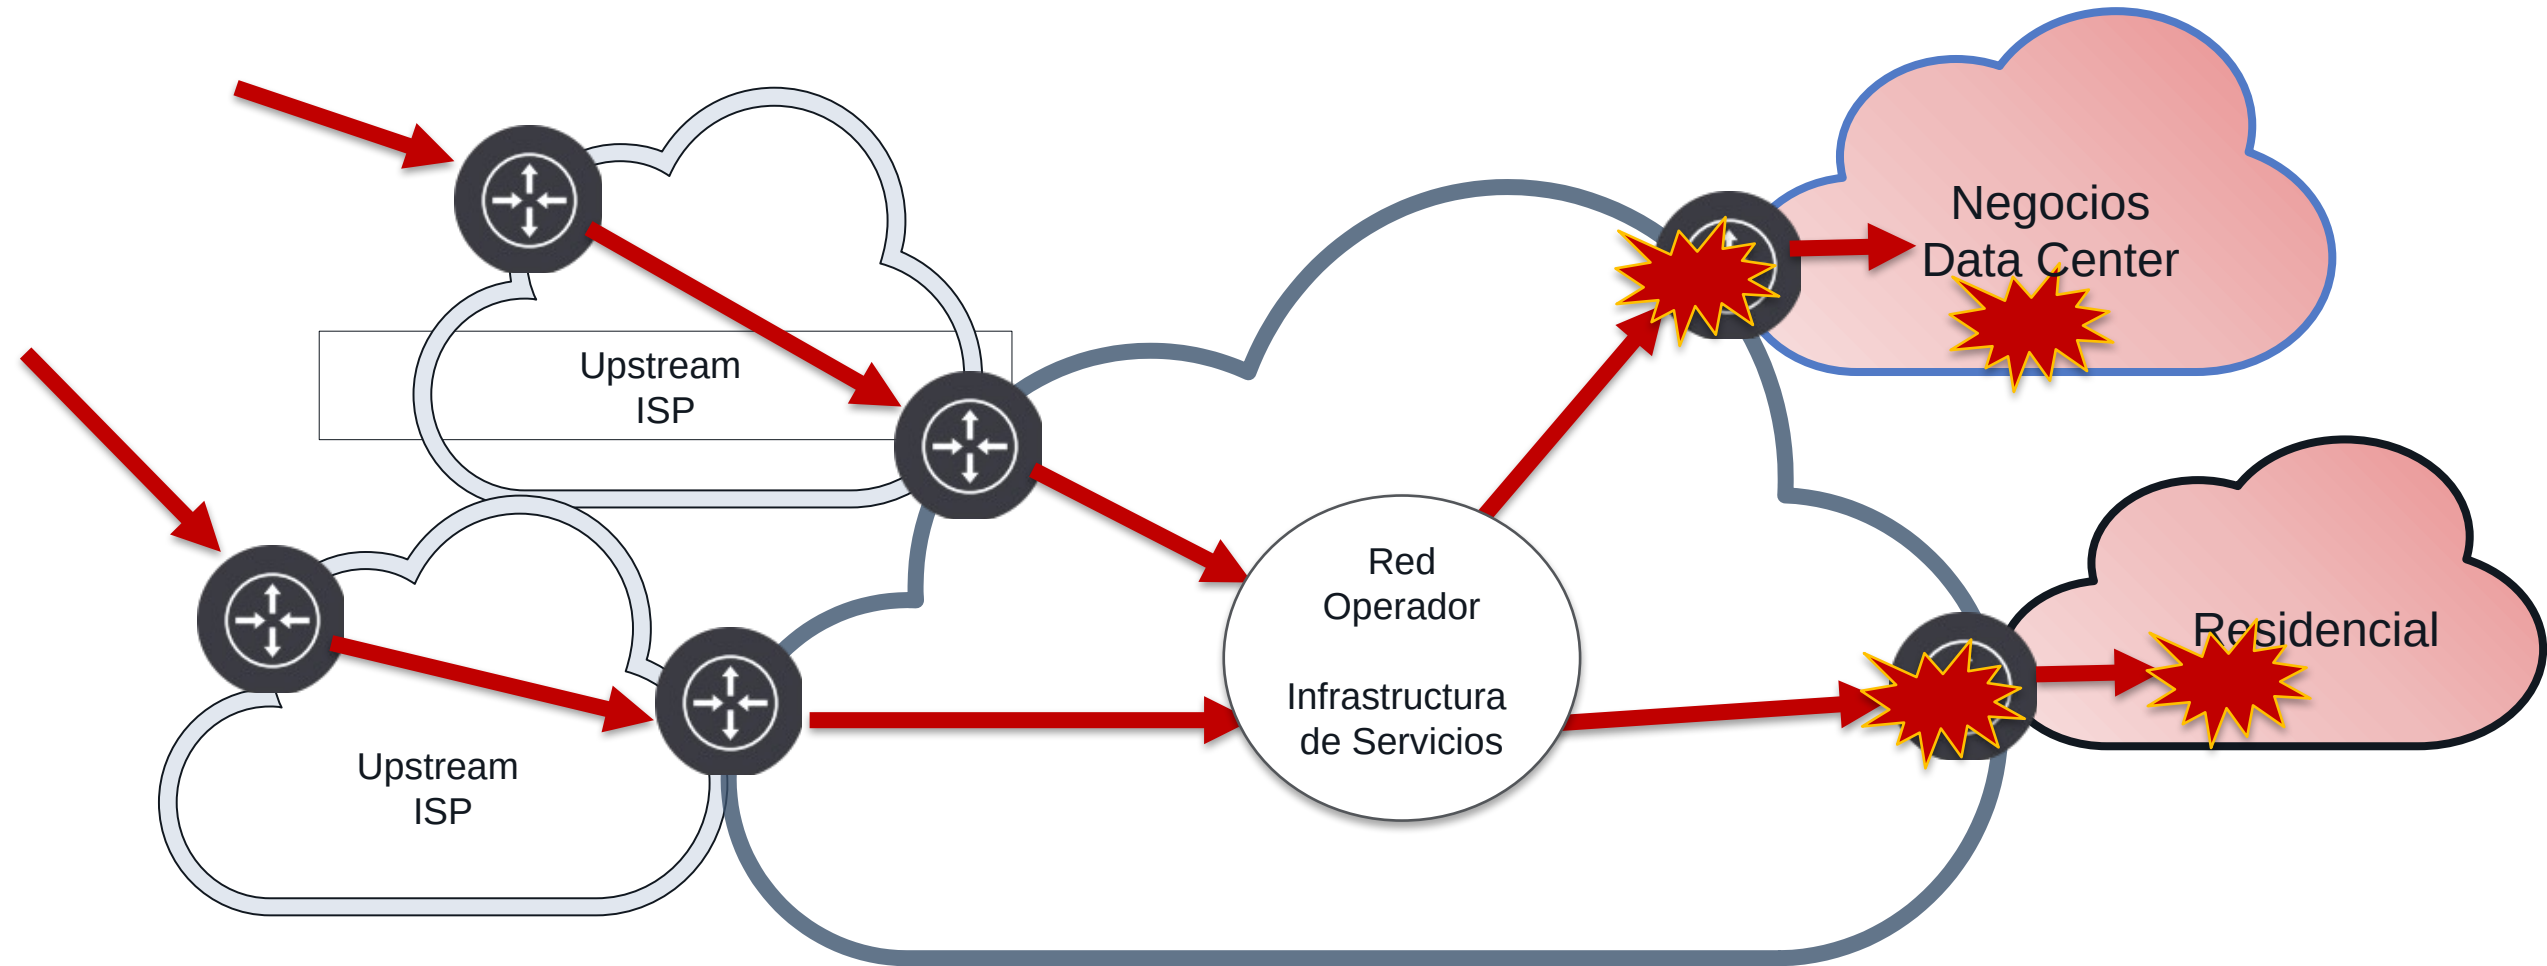 Negocios
Data Center
Upstream
ISP
Red
Operador
Infrastructura
de Servicios
Residencial
Upstream
ISP